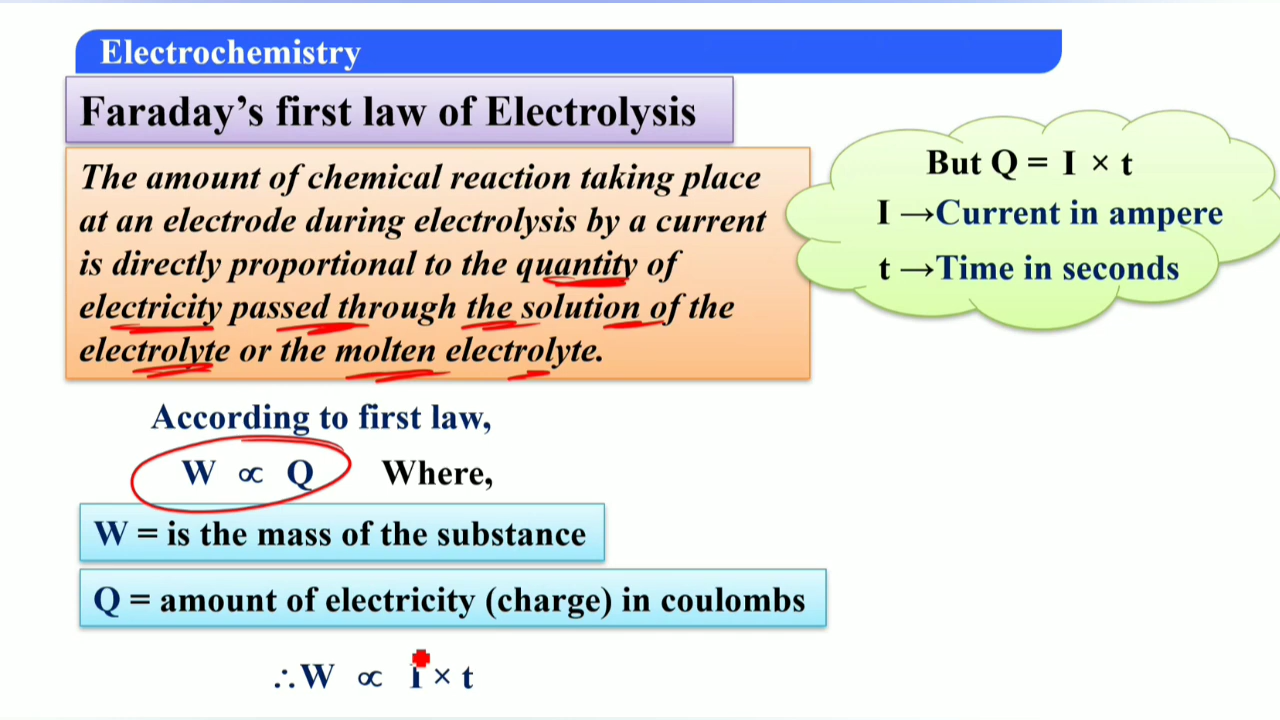 Electrochemistry
Faraday’s first law of Electrolysis
The amount of chemical reaction taking place
at an electrode during electrolysis by a current
is directly proportional to the quantity of
electricity passed through the solution of the
electrolyte or the molten electrolyte.
But Q = I × t
I →Current in ampere
t →Time in seconds
According to first law,
W ∝ Q Where,
W = is the mass of the substance
Q = amount of electricity (charge) in coulombs
∴W ∝ I × t